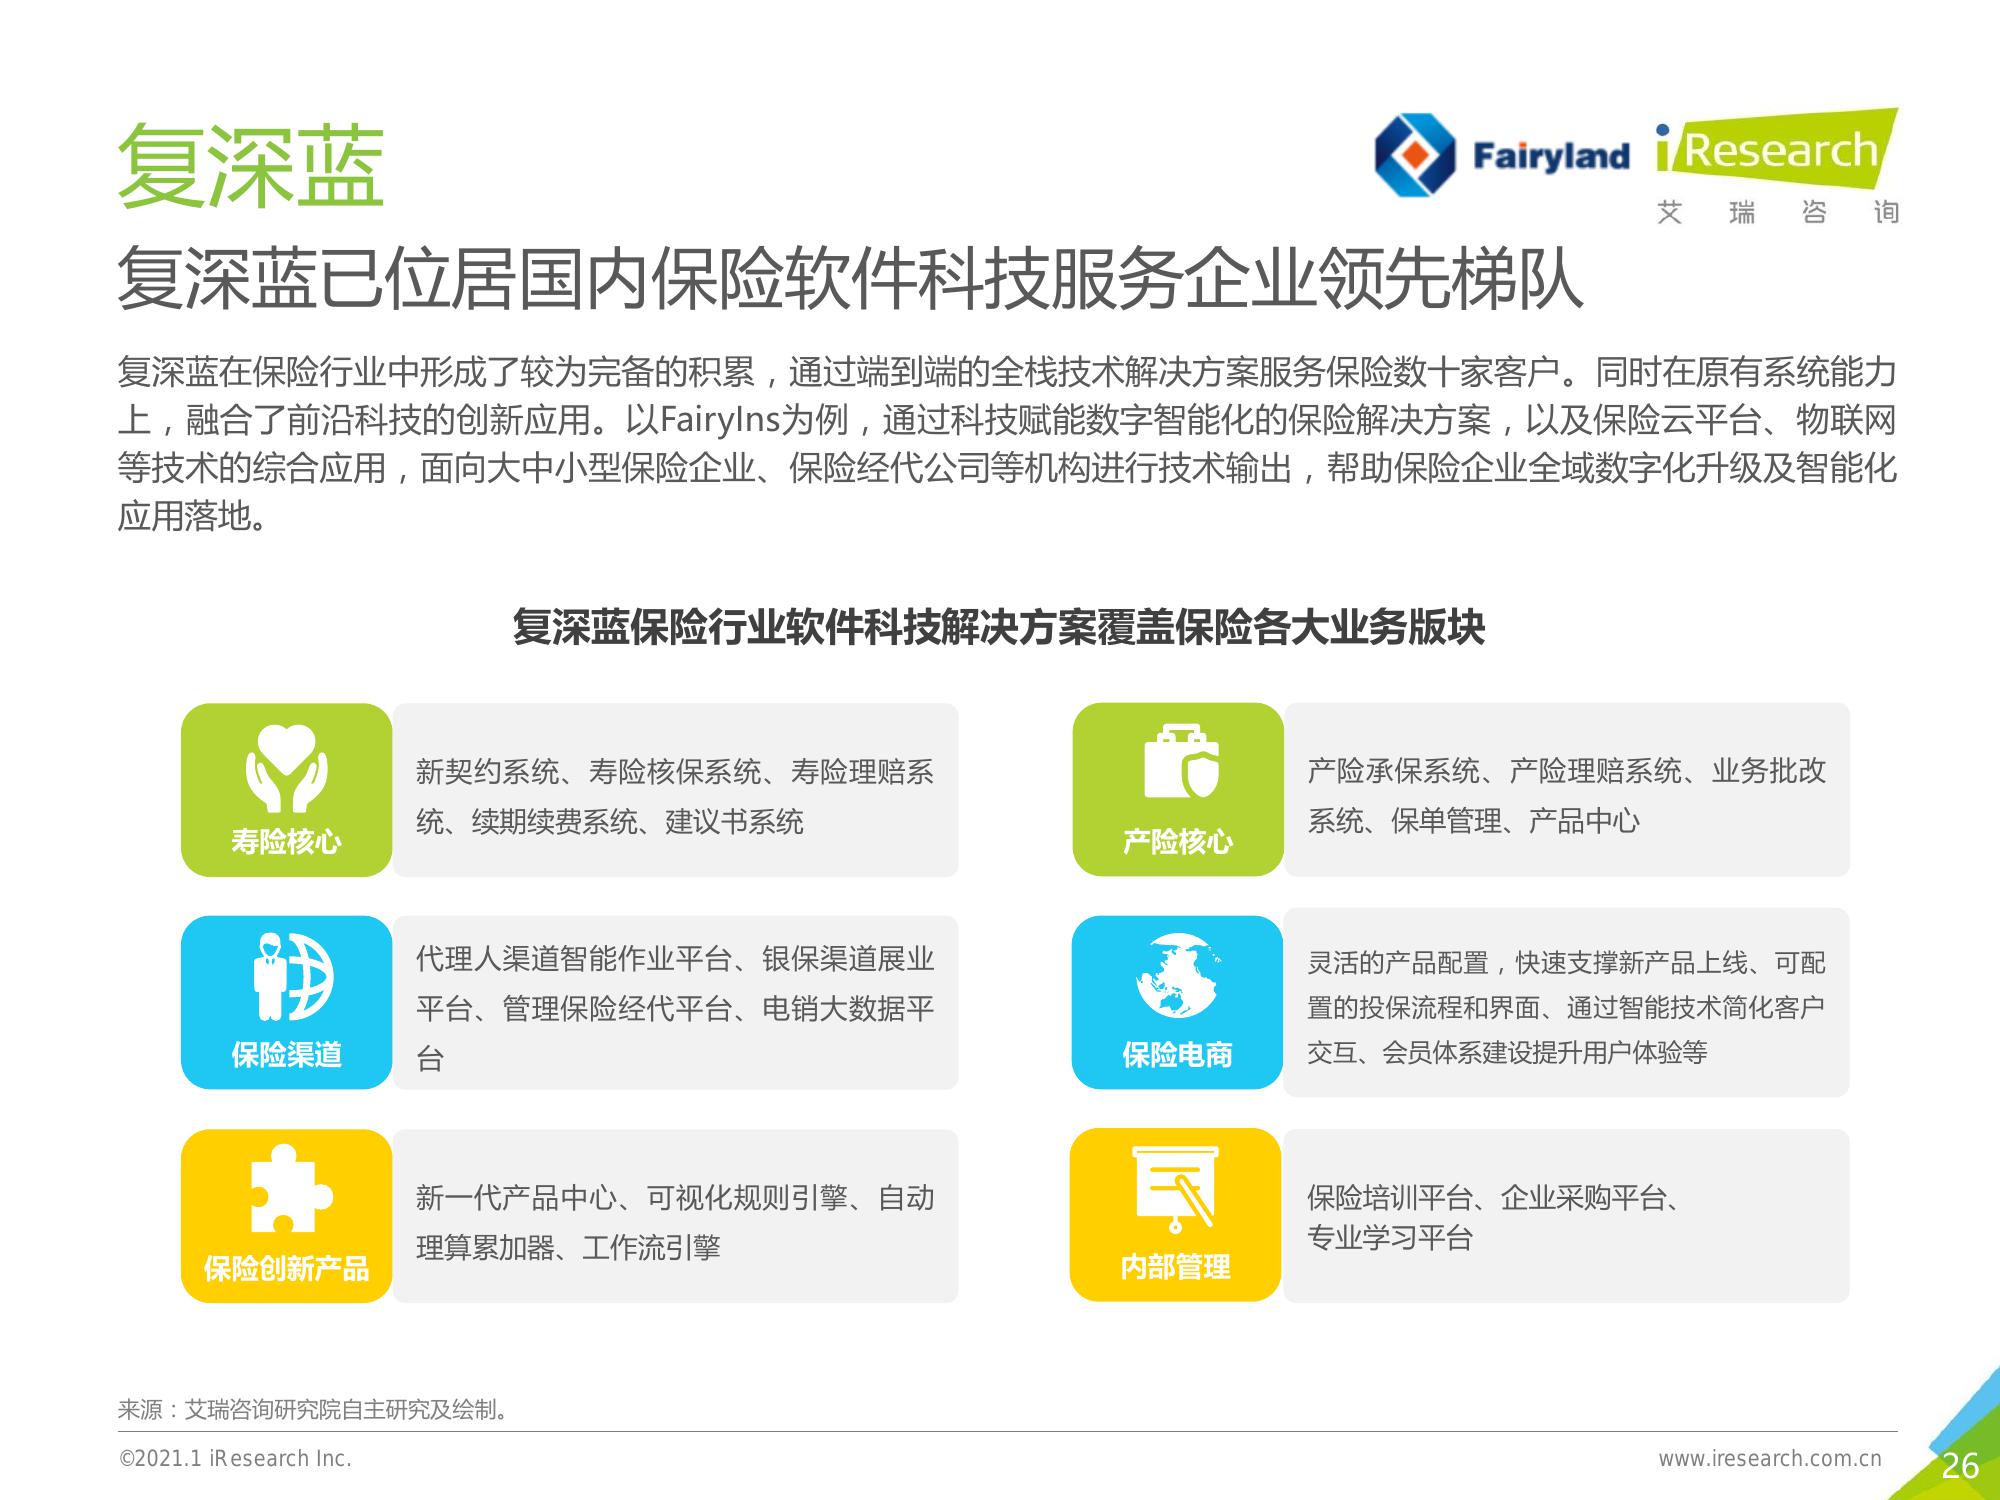 复深蓝
Fairyland
iResearch
艾瑞咨询
复深蓝已位居国内保险软件科技服务企业领先梯队
复深蓝在保险行业中形成了较为完备的积累，通过端到端的全栈技术解决方案服务保险数十家客户。同时在原有系统能力
上，融合了前沿科技的创新应用。以FairyIns为例，通过科技赋能数字智能化的保险解决方案，以及保险云平台、物联网
等技术的综合应用，面向大中小型保险企业、保险经代公司等机构进行技术输出，帮助保险企业全域数字化升级及智能化
应用落地。
复深蓝保险行业软件科技解决方案覆盖保险各大业务版块
寿险核心
新契约系统、寿险核保系统、寿险理赔系
统、续期续费系统、建议书系统
产险核心
产险承保系统、产险理赔系统、业务批改
系统、保单管理、产品中心
保险渠道
代理人渠道智能作业平台、银保渠道展业
平台、管理保险经代平台、电销大数据平
台
保险电商
灵活的产品配置，快速支撑新产品上线、可配
置的投保流程和界面、通过智能技术简化客户
交互、会员体系建设提升用户体验等
保险创新产品
新一代产品中心、可视化规则引擎、自动
理算累加器、工作流引擎
内部管理
保险培训平台、企业采购平台、
专业学习平台
来源：艾瑞咨询研究院自主研究及绘制。
©2021.1 iResearch Inc.
www.iresearch.com.cn
26